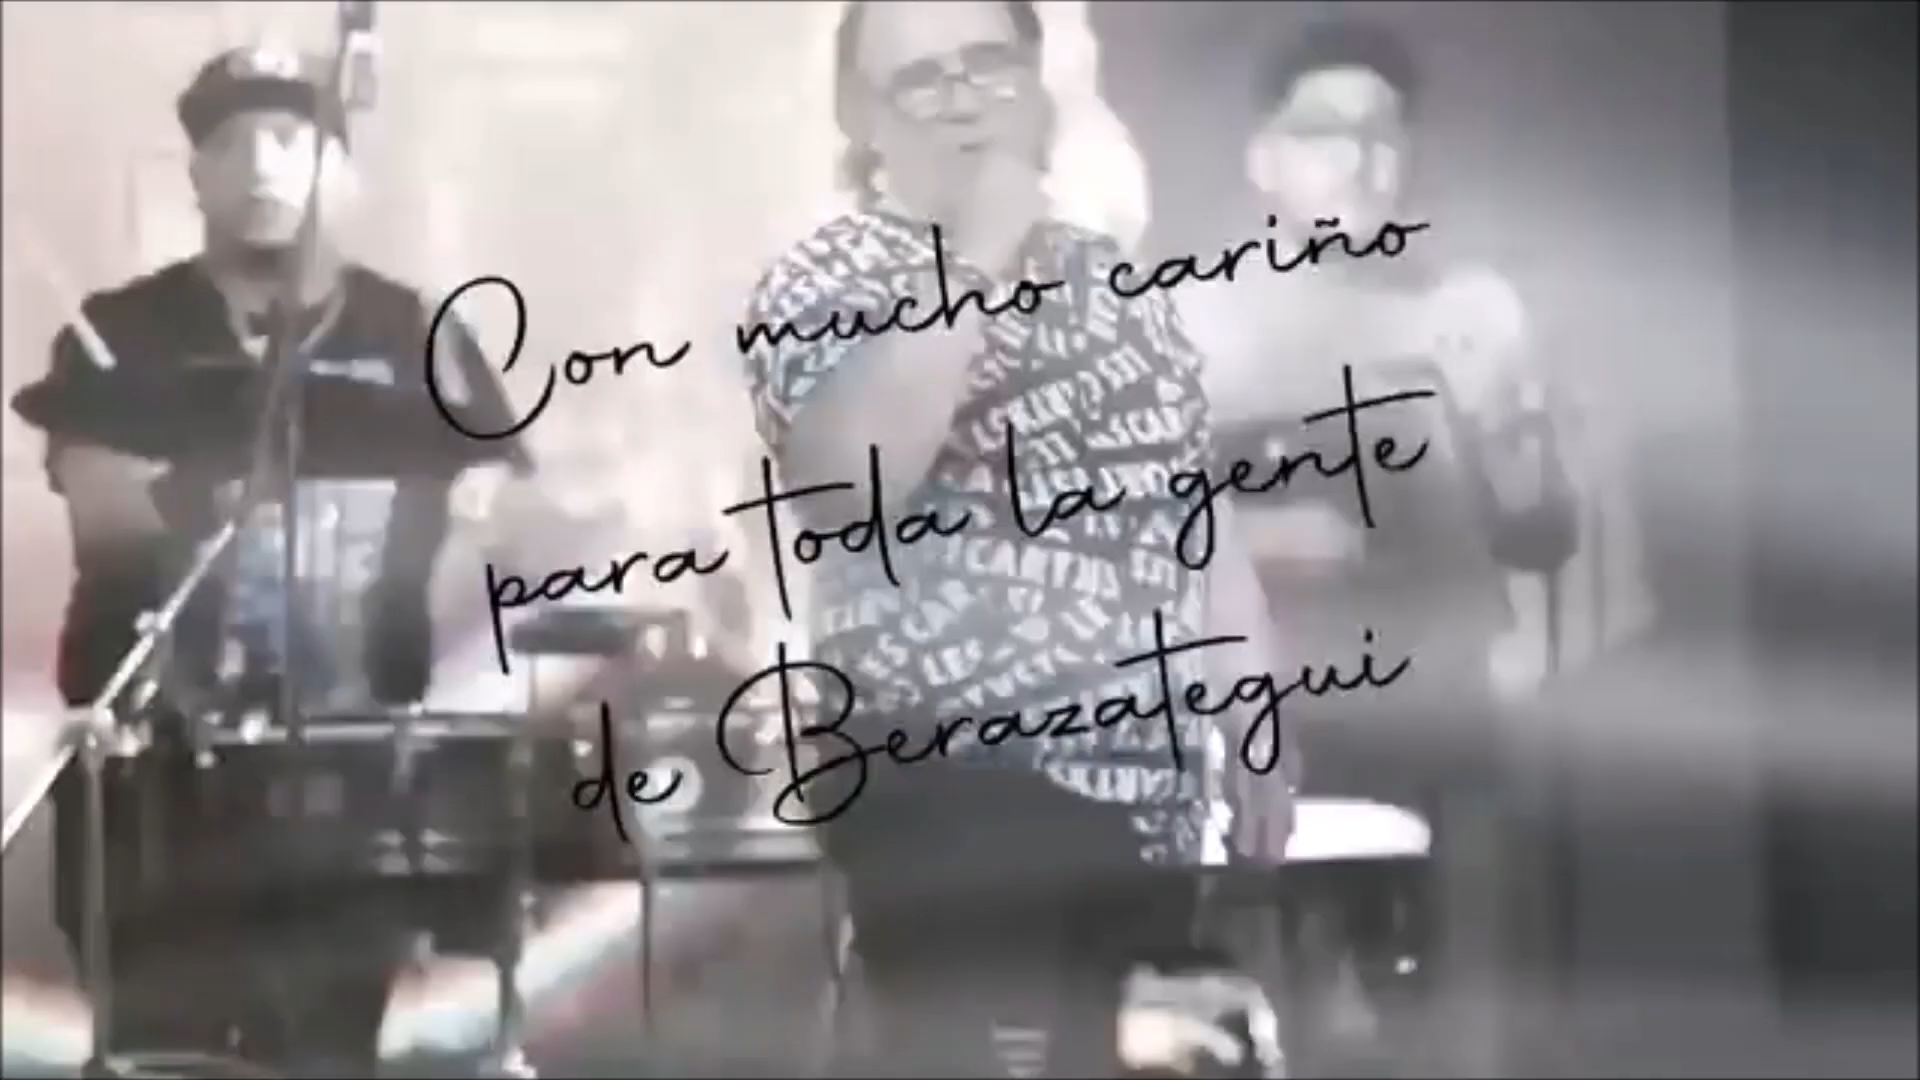 Con mucho cariño
para toda la gente
de Berazategui